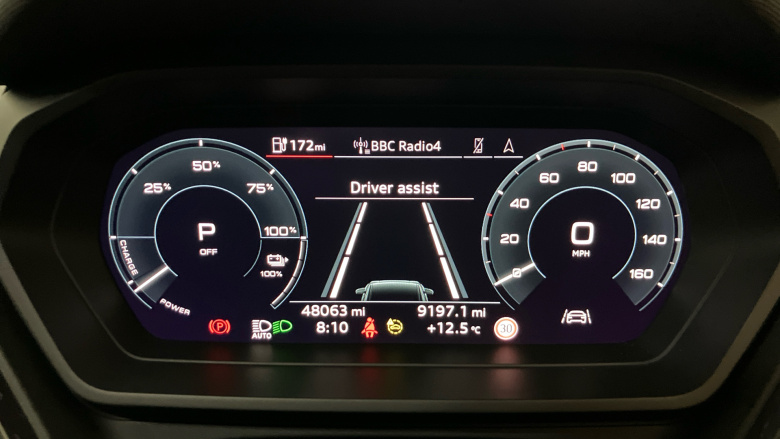 172mi
BBC Radio4
Driver assist
25%
50%
75%
100%
P
OFF
100%
CHARGE
POWER
0
20
40
60
80
100
120
140
160
0
MPH
48063 mi
9197.1 mi
8:10
+12.5°C
P
AUTO
30